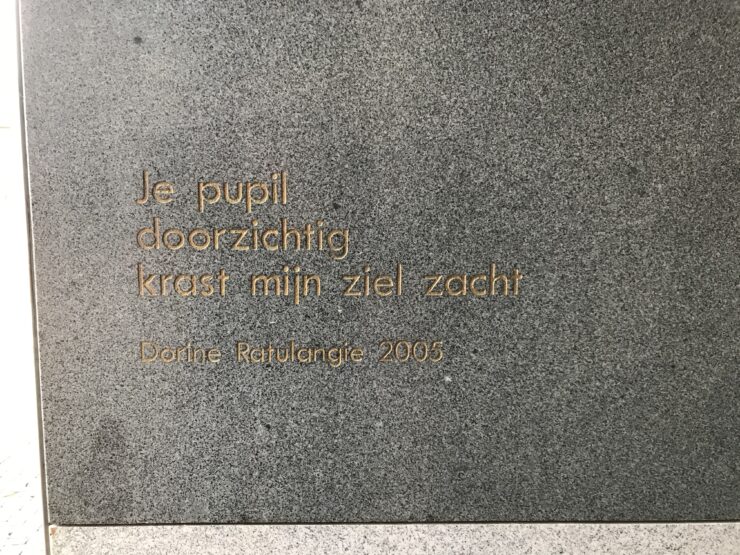 Je pupil
doorzichtig
krast mijn ziel zacht
Dorine Ratulangie 2005